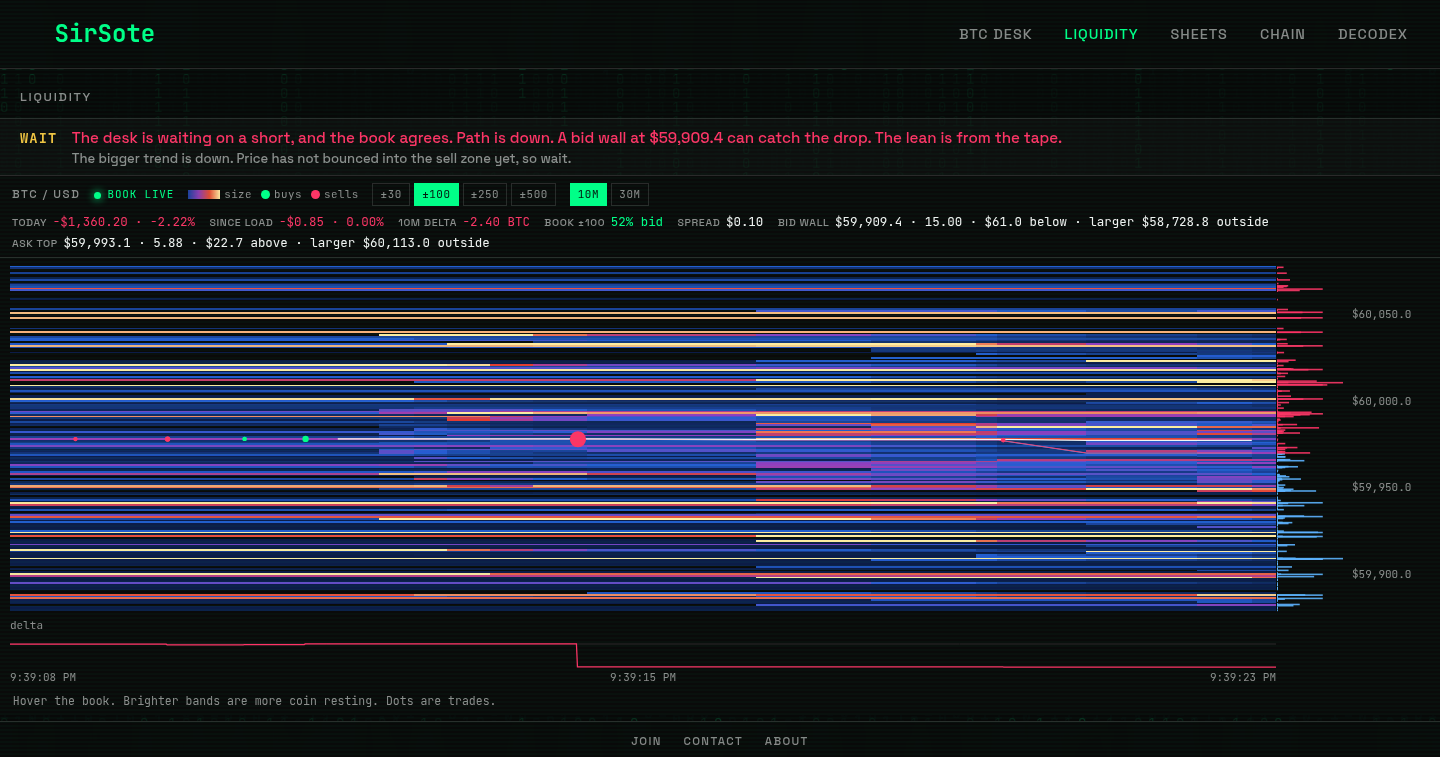 SirSote
BTC DESK LIQUIDITY SHEETS CHAIN DECODEX
LIQUIDITY
WAIT The desk is waiting on a short, and the book agrees. Path is down. A bid wall at $59,909.4 can catch the drop. The lean is from the tape.
The bigger trend is down. Price has not bounced into the sell zone yet, so wait.
BTC / USD BOOK LIVE size buys sells ±30 ±100 ±250 ±500 10M 30M
TODAY -$1,360.20 · -2.22% SINCE LOAD -$0.85 · 0.00% 10M DELTA -2.40 BTC BOOK ±100 52% bid SPREAD $0.10 BID WALL $59,909.4 · 15.00 · $61.0 below · larger $58,728.8 outside
ASK TOP $59,993.1 · 5.88 · $22.7 above · larger $60,113.0 outside
$60,050.0
$60,000.0
$59,950.0
$59,900.0
delta
9:39:08 PM 9:39:15 PM 9:39:23 PM
Hover the book. Brighter bands are more coin resting. Dots are trades.
JOIN CONTACT ABOUT